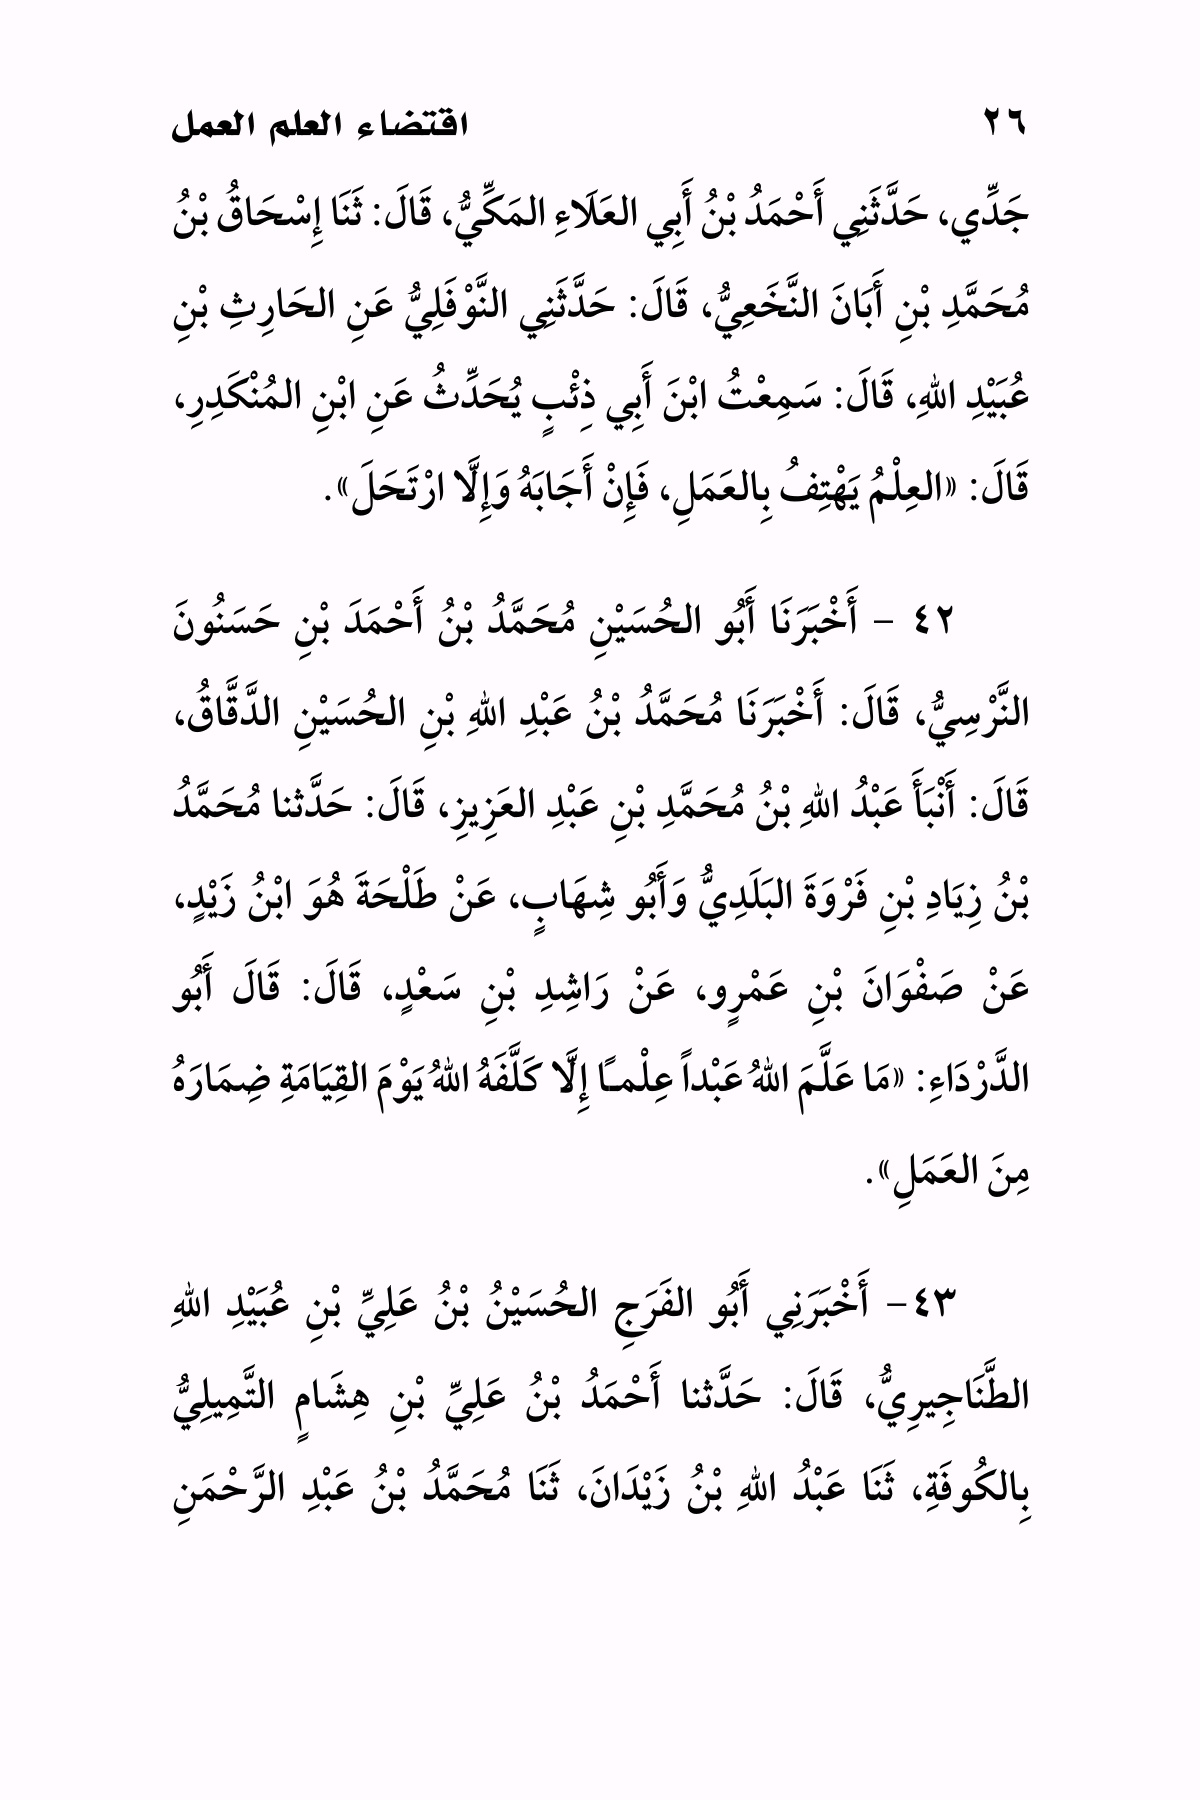 ٢٦ اقتضاء العلم العمل
جَدِّي، حَدَّثَنِي أَحْمَدُ بْنُ أَبِي العَلَاءِ المَكِّيُّ، قَالَ: ثَنَا إِسْحَاقُ بْنُ
مُحَمَّدِ بْنِ أَبَانَ النَّخَعِيُّ، قَالَ: حَدَّثَنِي النَّوْفَلِيُّ عَنِ الحَارِثِ بْنِ
عُبَيْدِ اللهِ، قَالَ: سَمِعْتُ ابْنَ أَبِي ذِئْبٍ يُحَدِّثُ عَنِ ابْنِ المُنْكَدِرِ،
قَالَ: «العِلْمُ يَهْتِفُ بِالعَمَلِ، فَإِنْ أَجَابَهُ وَإِلَّا ارْتَحَلَ».
٤٢ – أَخْبَرَنَا أَبُو الحُسَيْنِ مُحَمَّدُ بْنُ أَحْمَدَ بْنِ حَسَنُونَ
النَّرْسِيُّ، قَالَ: أَخْبَرَنَا مُحَمَّدُ بْنُ عَبْدِ اللهِ بْنِ الحُسَيْنِ الدَّقَّاقُ،
قَالَ: أَنْبَأَ عَبْدُ اللهِ بْنُ مُحَمَّدِ بْنِ عَبْدِ العَزِيزِ، قَالَ: حَدَّثنا مُحَمَّدُ
بْنُ زِيَادِ بْنِ فَرْوَةَ البَلَدِيُّ وَأَبُو شِهَابٍ، عَنْ طَلْحَةَ هُوَ ابْنُ زَيْدٍ،
عَنْ صَفْوَانَ بْنِ عَمْرٍو، عَنْ رَاشِدِ بْنِ سَعْدٍ، قَالَ: قَالَ أَبُو
الدَّرْدَاءِ: «مَا عَلَّمَ اللهُ عَبْداً عِلْمـًا إِلَّا كَلَّفَهُ اللهُ يَوْمَ القِيَامَةِ ضِمَارَهُ
مِنَ العَمَلِ».
٤٣– أَخْبَرَنِي أَبُو الفَرَجِ الحُسَيْنُ بْنُ عَلِيِّ بْنِ عُبَيْدِ اللهِ
الطَّنَاجِيرِيُّ، قَالَ: حَدَّثنا أَحْمَدُ بْنُ عَلِيِّ بْنِ هِشَامٍ التَّمِيلِيُّ
بِالكُوفَةِ، ثَنَا عَبْدُ اللهِ بْنُ زَيْدَانَ، ثَنَا مُحَمَّدُ بْنُ عَبْدِ الرَّحْمَنِ